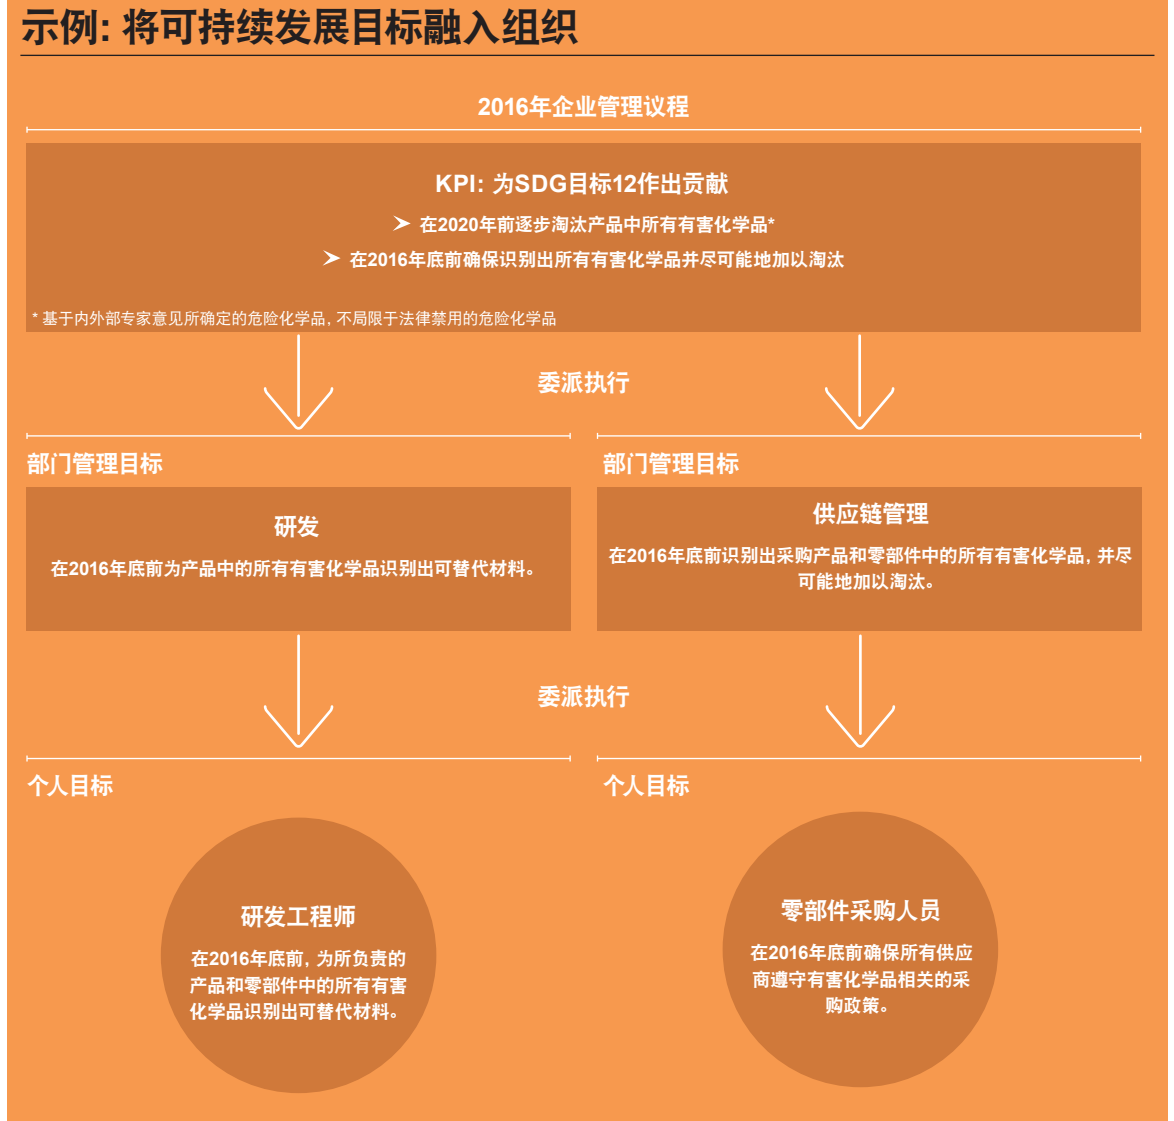 示例: 将可持续发展目标融入组织
2016年企业管理议程
KPI: 为SDG目标12作出贡献
➤ 在2020年前逐步淘汰产品中所有有害化学品*
➤ 在2016年底前确保识别出所有有害化学品并尽可能地加以淘汰
* 基于内外部专家意见所确定的危险化学品, 不局限于法律禁用的危险化学品
委派执行
部门管理目标
研发
在2016年底前为产品中的所有有害化学品识别出可替代材料。
部门管理目标
供应链管理
在2016年底前识别出采购产品和零部件中的所有有害化学品, 并尽
可能地加以淘汰。
委派执行
个人目标
研发工程师
在2016年底前, 为所负责的
产品和零部件中的所有有害
化学品识别出可替代材料。
个人目标
零部件采购人员
在2016年底前确保所有供应
商遵守有害化学品相关的采
购政策。